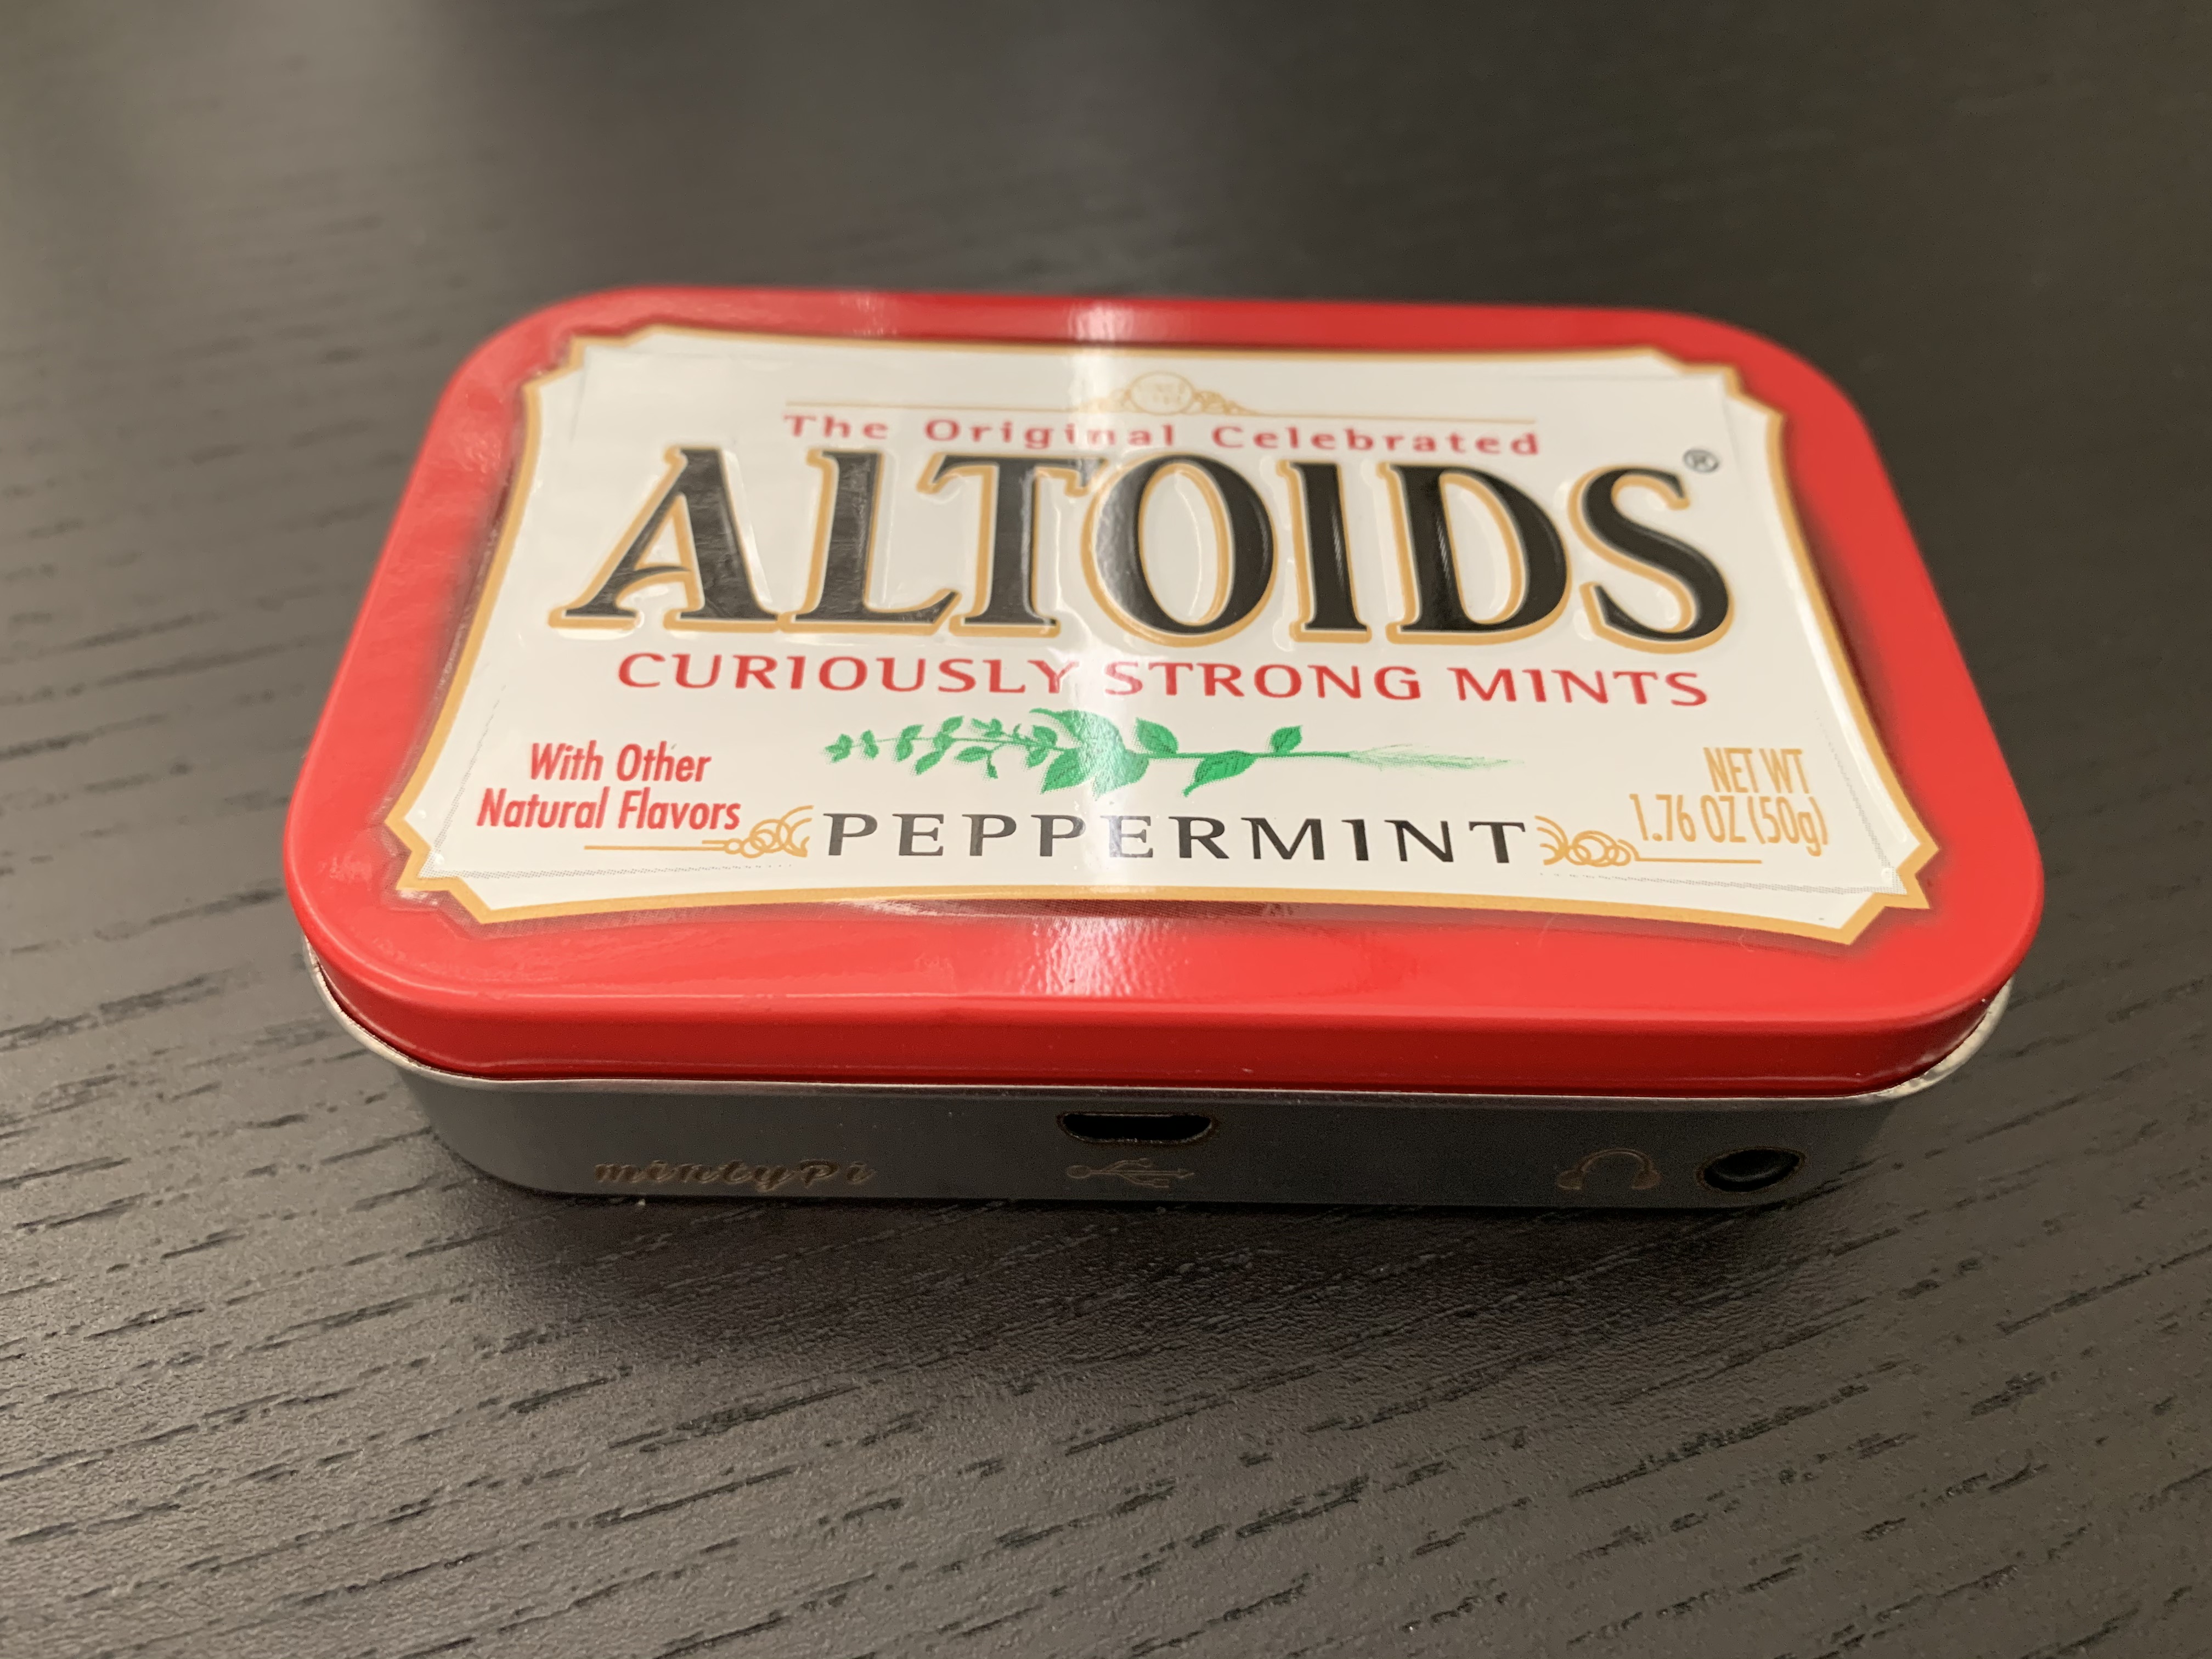 The Original Celebrated
ALTOIDS®
CURIOUSLY STRONG MINTS
With Other
Natural Flavors
PEPPERMINT
NET WT
1.76 OZ (50g)
mintyPi